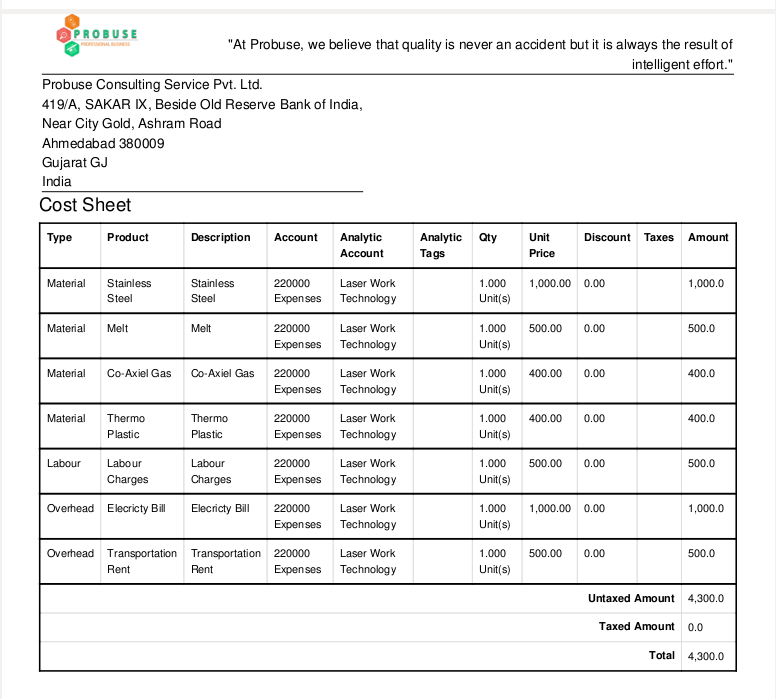 PROBUSE
PROFESSIONAL BUSINESS
"At Probuse, we believe that quality is never an accident but it is always the result of
intelligent effort."
Probuse Consulting Service Pvt. Ltd.
419/A, SAKAR IX, Beside Old Reserve Bank of India,
Near City Gold, Ashram Road
Ahmedabad 380009
Gujarat GJ
India
Cost Sheet
Type Product Description Account Analytic Analytic Qty Unit Discount Taxes Amount
Account Tags Price
Material Stainless Stainless 220000 Laser Work 1.000 1,000.00 0.00 1,000.0
Steel Steel Expenses Technology Unit(s)
Material Melt Melt 220000 Laser Work 1.000 500.00 0.00 500.0
Expenses Technology Unit(s)
Material Co-Axiel Gas Co-Axiel Gas 220000 Laser Work 1.000 400.00 0.00 400.0
Expenses Technology Unit(s)
Material Thermo Thermo 220000 Laser Work 1.000 400.00 0.00 400.0
Plastic Plastic Expenses Technology Unit(s)
Labour Labour Labour 220000 Laser Work 1.000 500.00 0.00 500.0
Charges Charges Expenses Technology Unit(s)
Overhead Elecricty Bill Elecricty Bill 220000 Laser Work 1.000 1,000.00 0.00 1,000.0
Expenses Technology Unit(s)
Overhead Transportation Transportation 220000 Laser Work 1.000 500.00 0.00 500.0
Rent Rent Expenses Technology Unit(s)
Untaxed Amount 4,300.0
Taxed Amount 0.0
Total 4,300.0